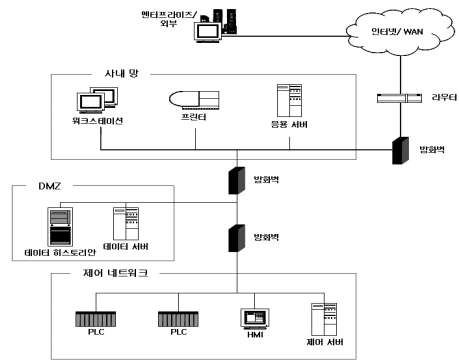 엔터프라이즈/
외부
인터넷/ WAN
사내 망
라우터
워크스테이션
프린터
응용 서버
방화벽
방화벽
DMZ
데이터 히스토리안
데이터 서버
방화벽
제어 네트워크
PLC
PLC
HMI
제어 서버